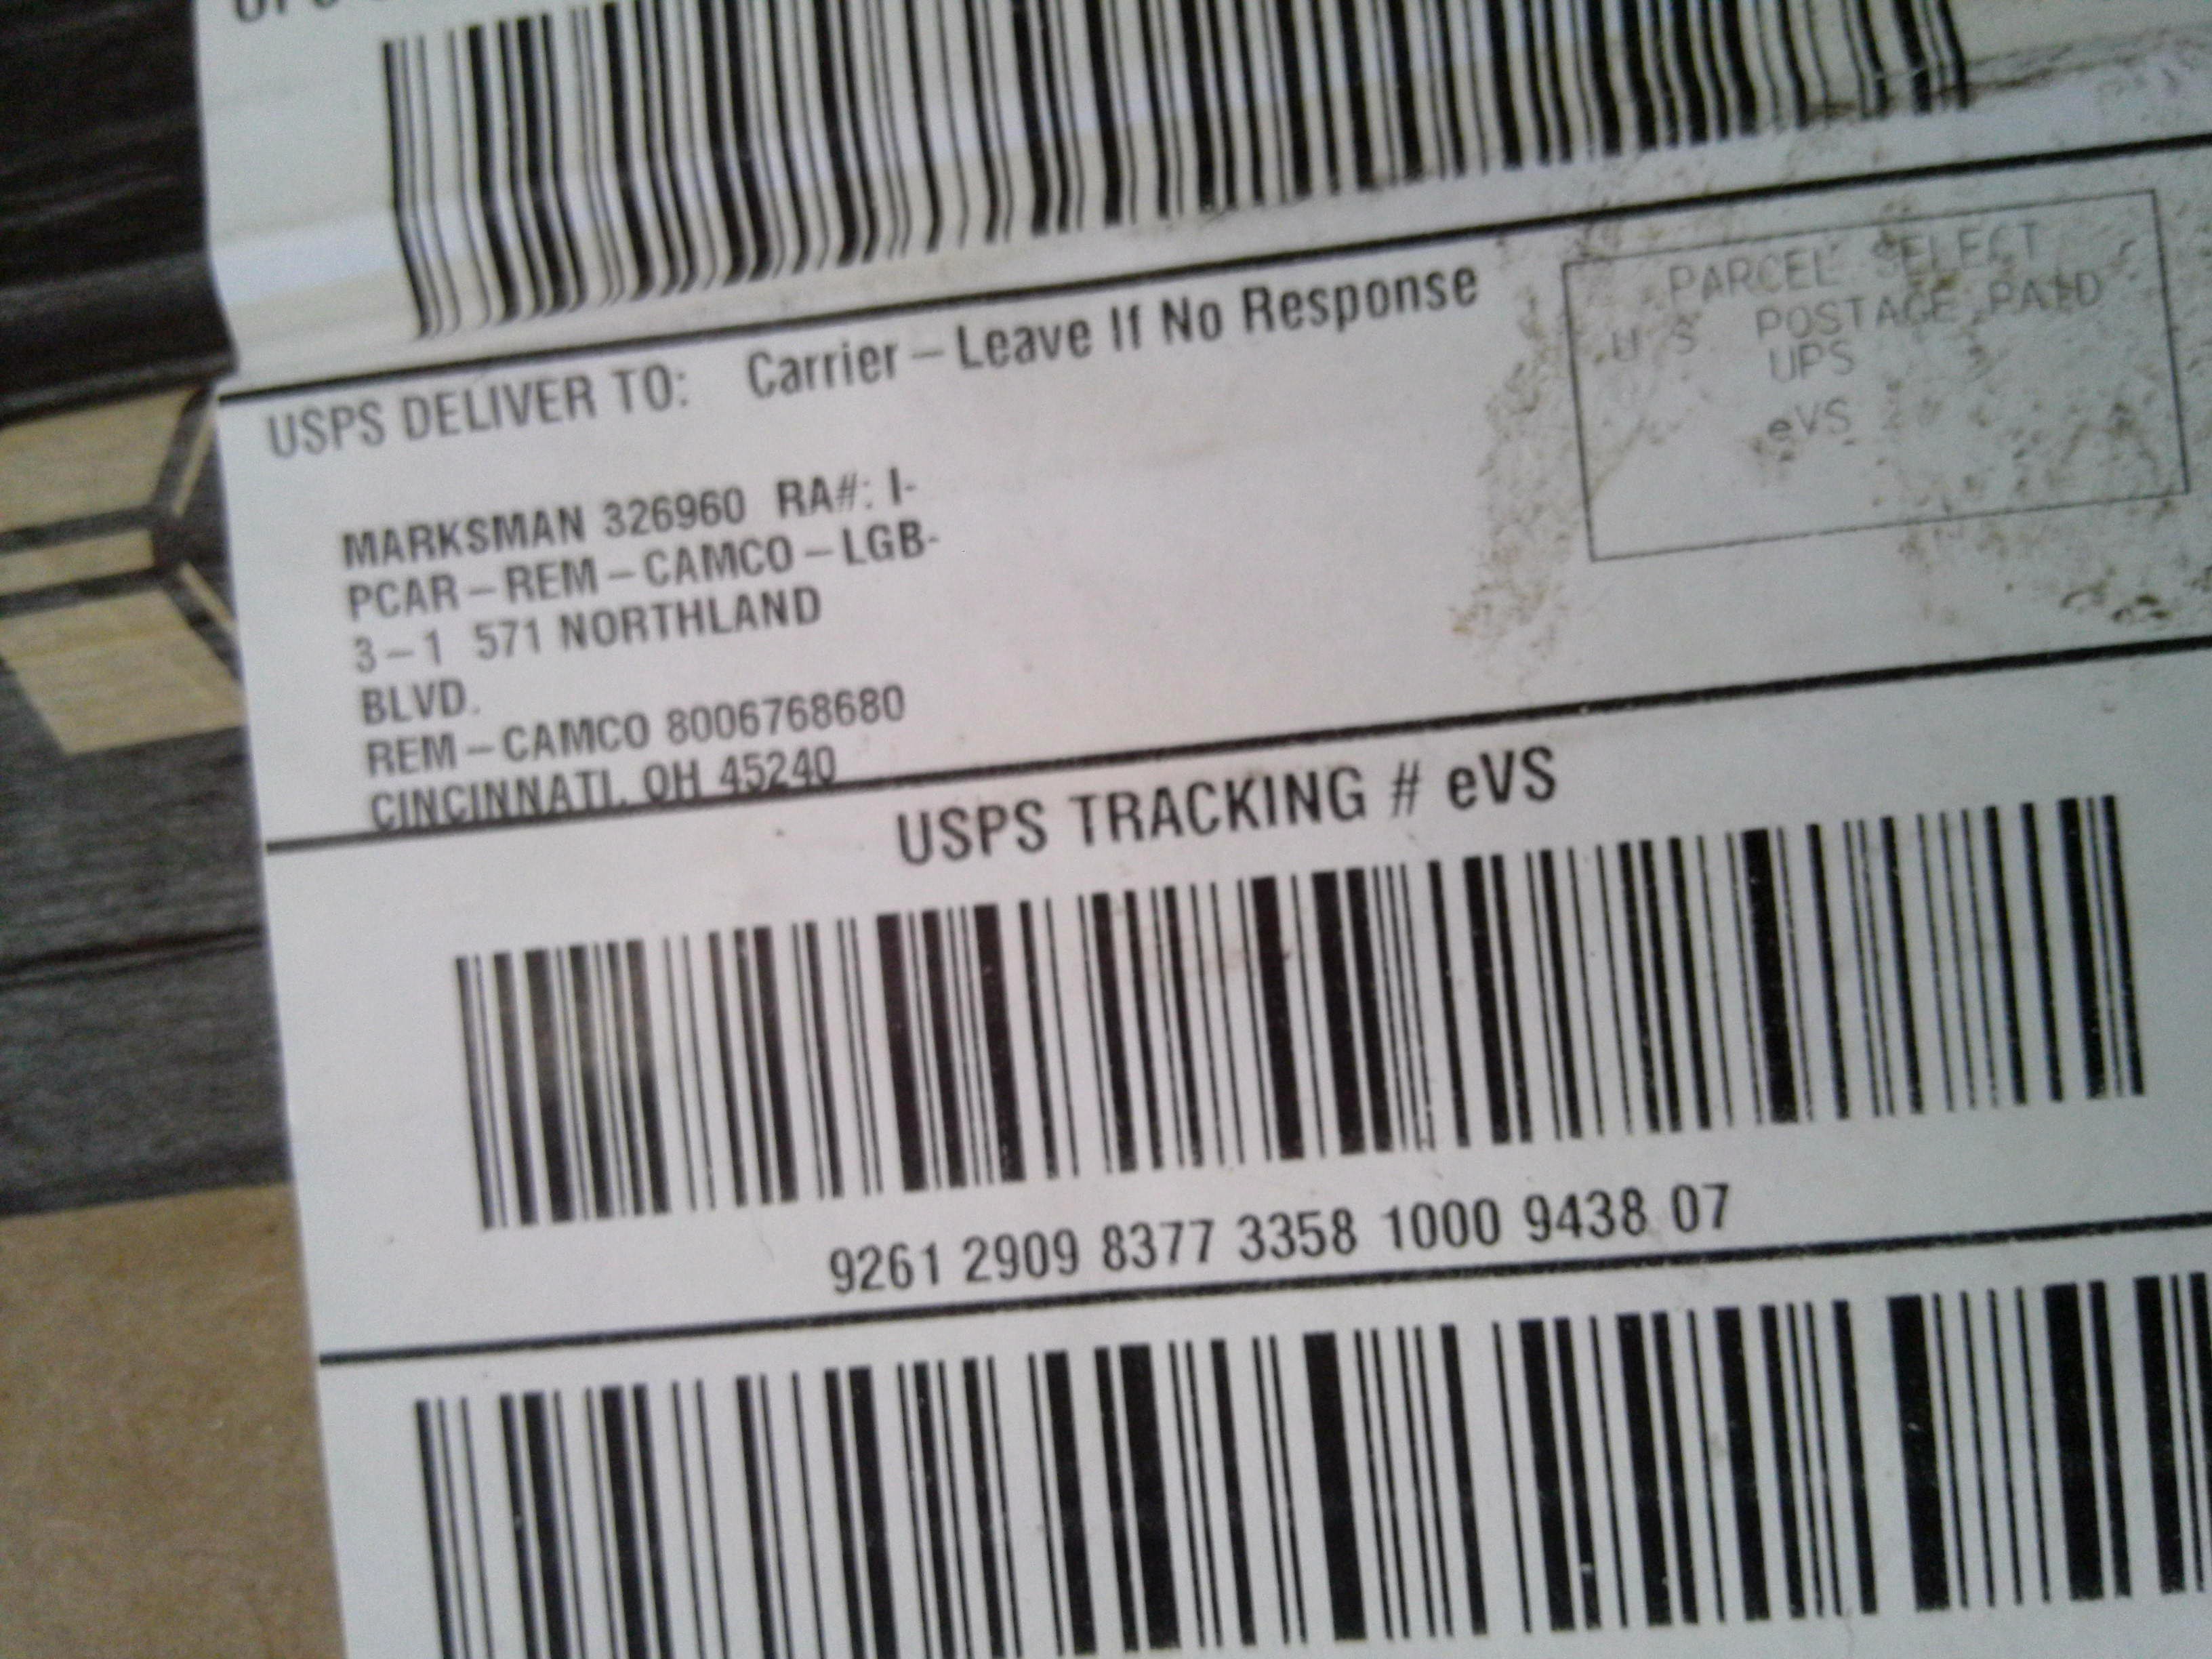 USPS DELIVER TO: Carrier – Leave If No Response
PARCEL SELECT
U S POSTAGE PAID
UPS
eVS
MARKSMAN 326960 RA#: I-
PCAR – REM – CAMCO – LGB-
3 – 1 571 NORTHLAND
BLVD.
REM – CAMCO 8006768680
CINCINNATI, OH 45240
USPS TRACKING # eVS
9261 2909 8377 3358 1000 9438 07